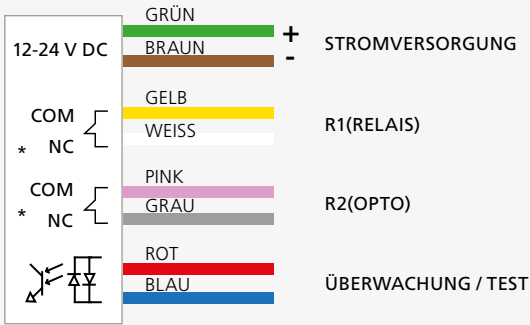 GRÜN
12-24 V DC
+
BRAUN
-
STROMVERSORGUNG
GELB
COM
WEISS
* NC
R1(RELAIS)
PINK
COM
GRAU
* NC
R2(OPTO)
ROT
BLAU
ÜBERWACHUNG / TEST